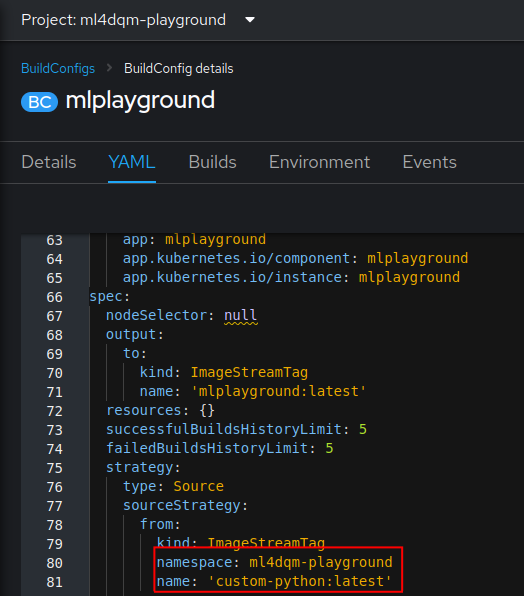 Project: ml4dqm-playground
BuildConfigs > BuildConfig details
BC mlplayground
Details YAML Builds Environment Events
63 app: mlplayground
64 app.kubernetes.io/component: mlplayground
65 app.kubernetes.io/instance: mlplayground
66 spec:
67 nodeSelector: null
68 output:
69 to:
70 kind: ImageStreamTag
71 name: 'mlplayground:latest'
72 resources: {}
73 successfulBuildsHistoryLimit: 5
74 failedBuildsHistoryLimit: 5
75 strategy:
76 type: Source
77 sourceStrategy:
78 from:
79 kind: ImageStreamTag
80 namespace: ml4dqm-playground
81 name: 'custom-python:latest'